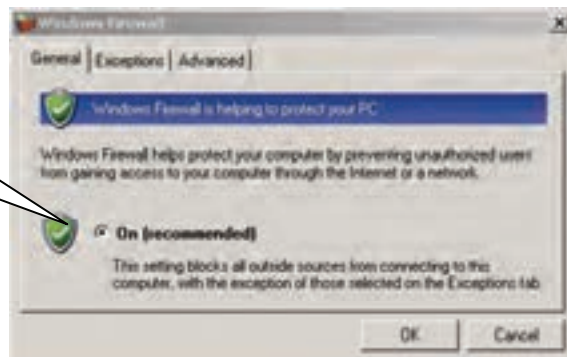 Windows Firewall
General Exceptions Advanced
Windows Firewall is helping to protect your PC
Windows Firewall helps protect your computer by preventing unauthorized users
from gaining access to your computer through the Internet or a network.
On (recommended)
This setting blocks all outside sources from connecting to this
computer, with the exception of those selected on the Exceptions tab
OK Cancel